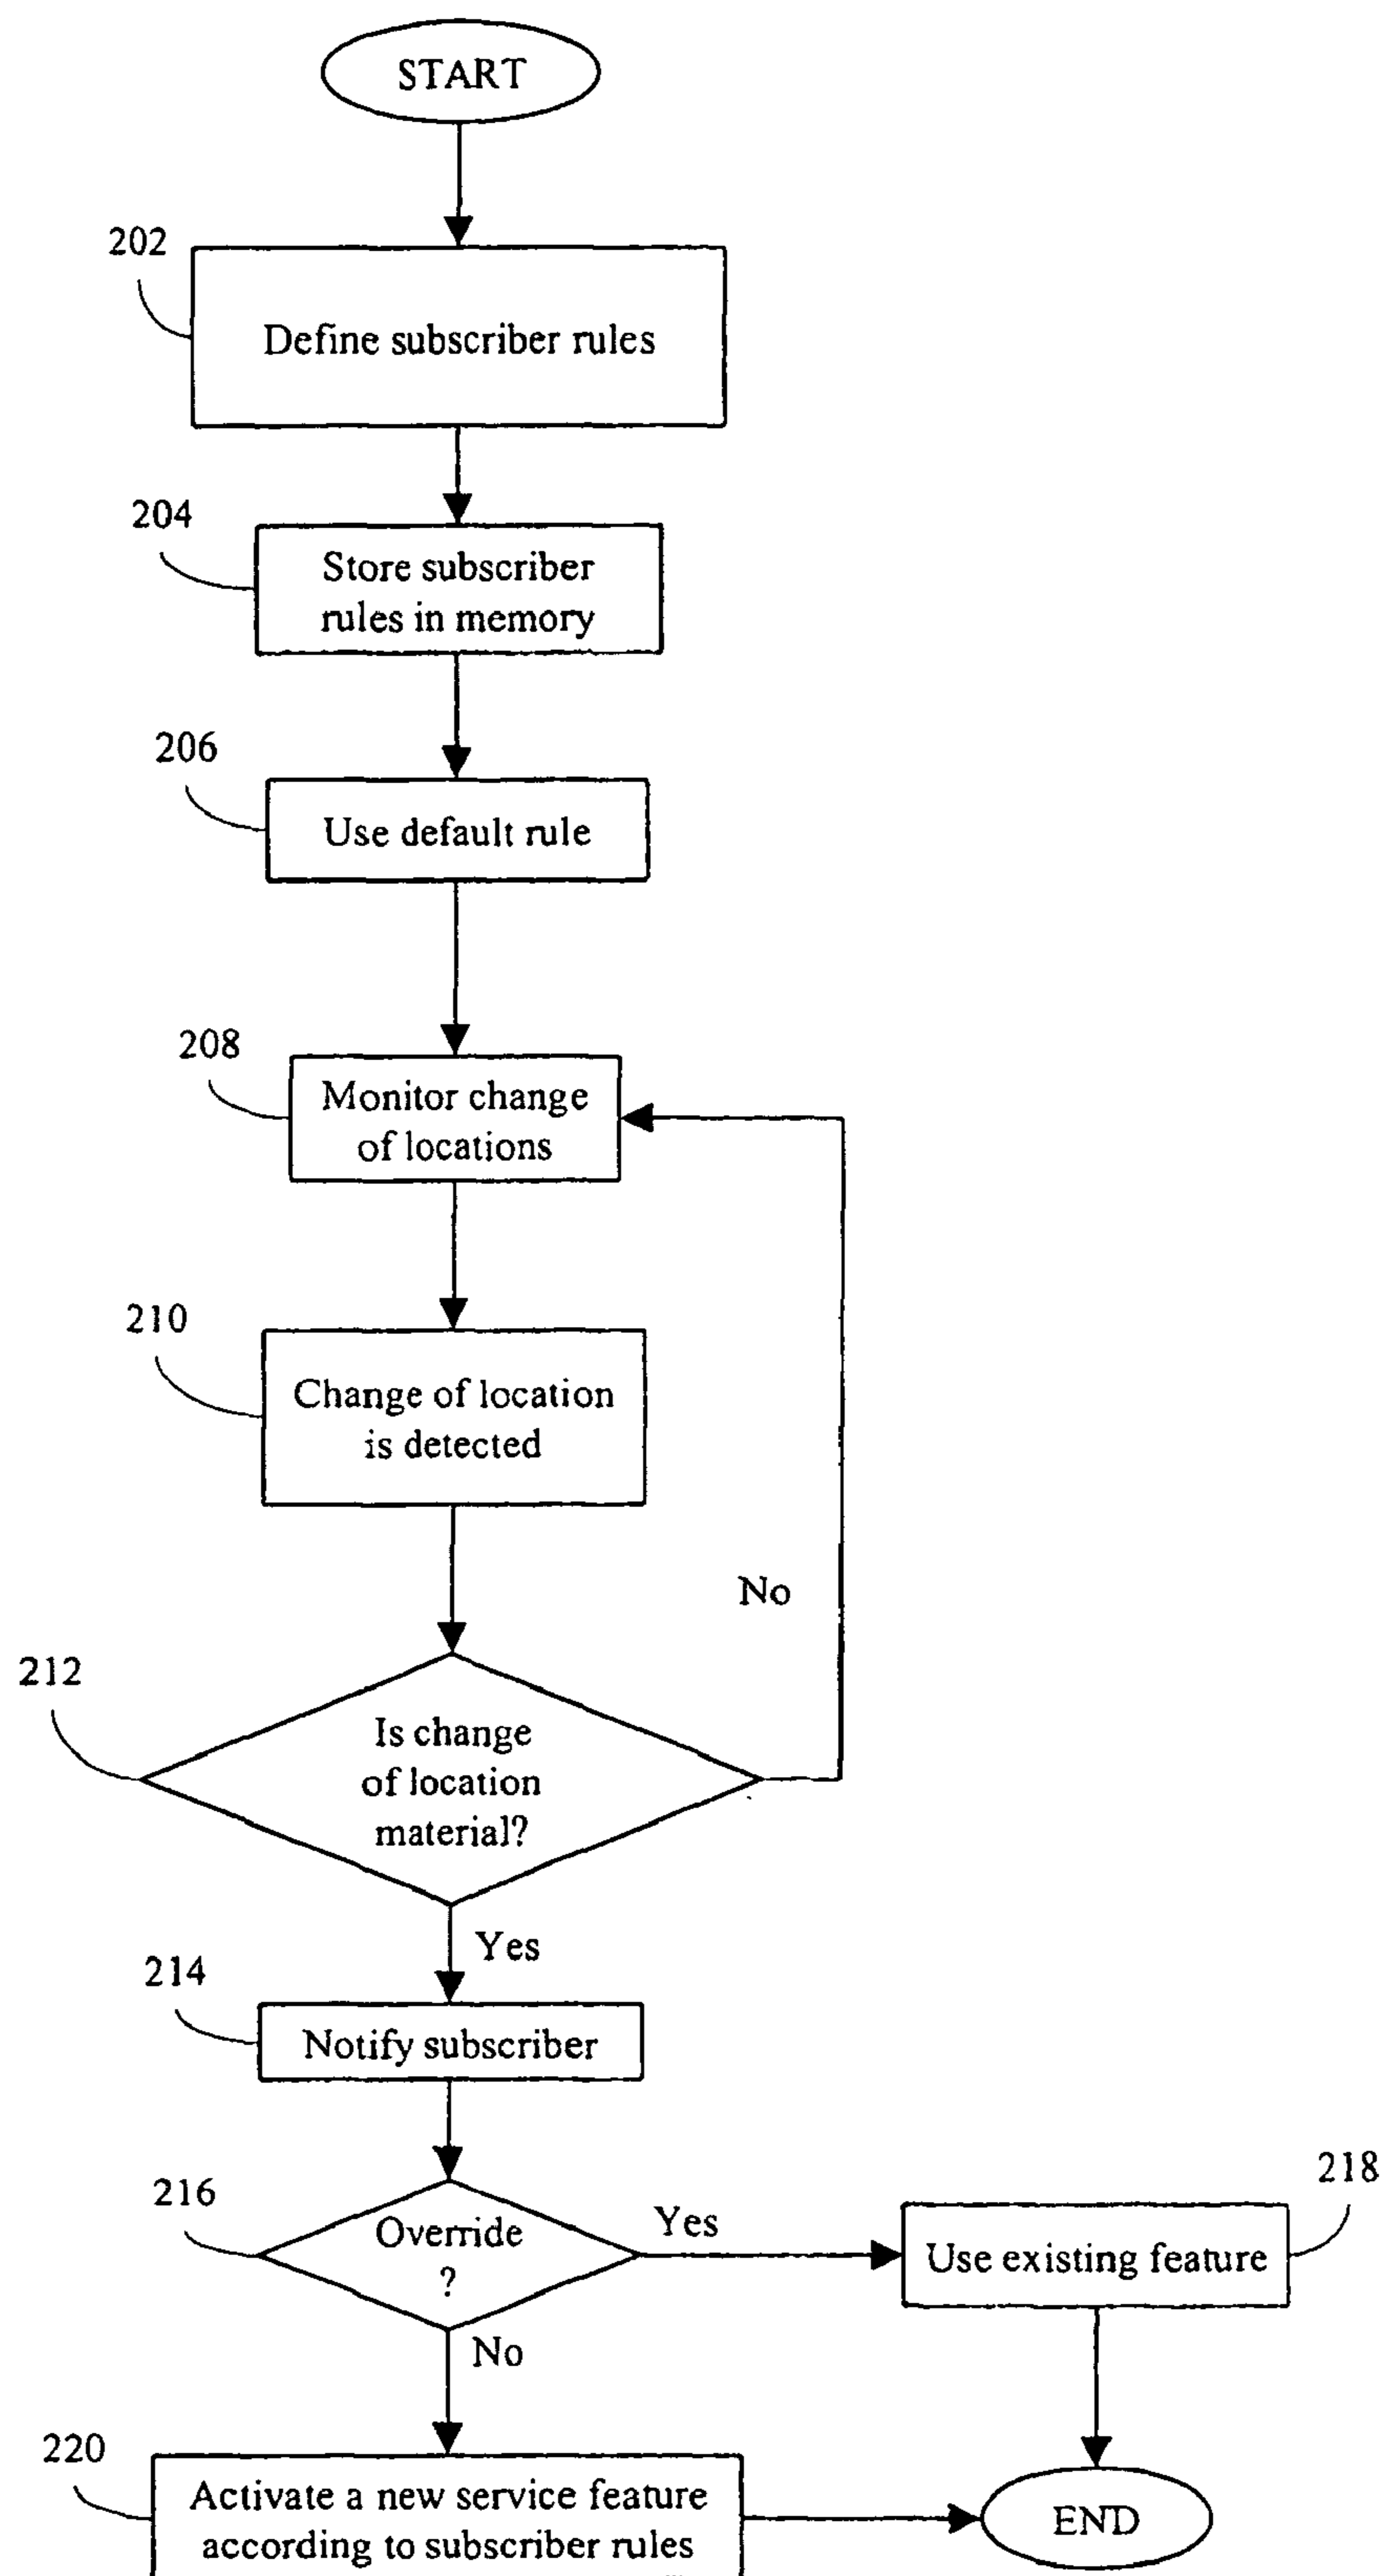 START
202
Define subscriber rules
204
Store subscriber
rules in memory
206
Use default rule
208
Monitor change
of locations
210
Change of location
is detected
No
212
Is change
of location
material?
Yes
214
Notify subscriber
216
Override
?
Yes
218
Use existing feature
No
220
Activate a new service feature
according to subscriber rules
END